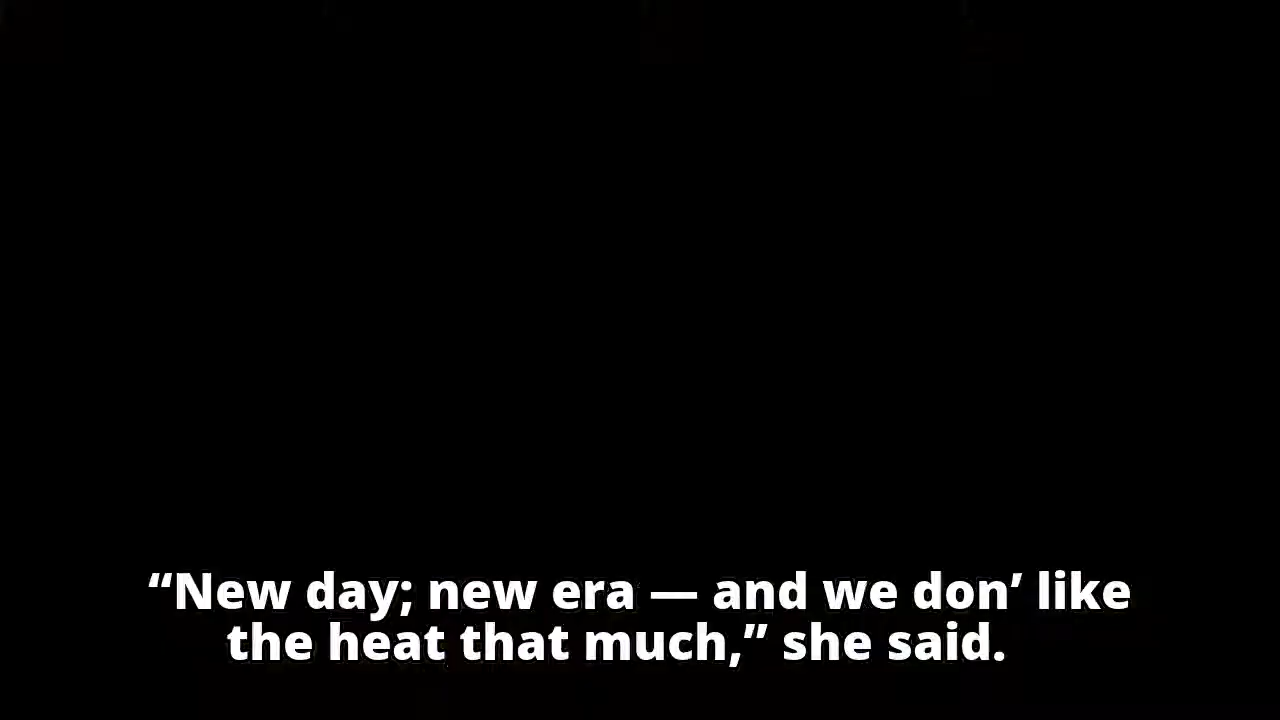 “New day; new era — and we don’ like
the heat that much,” she said.